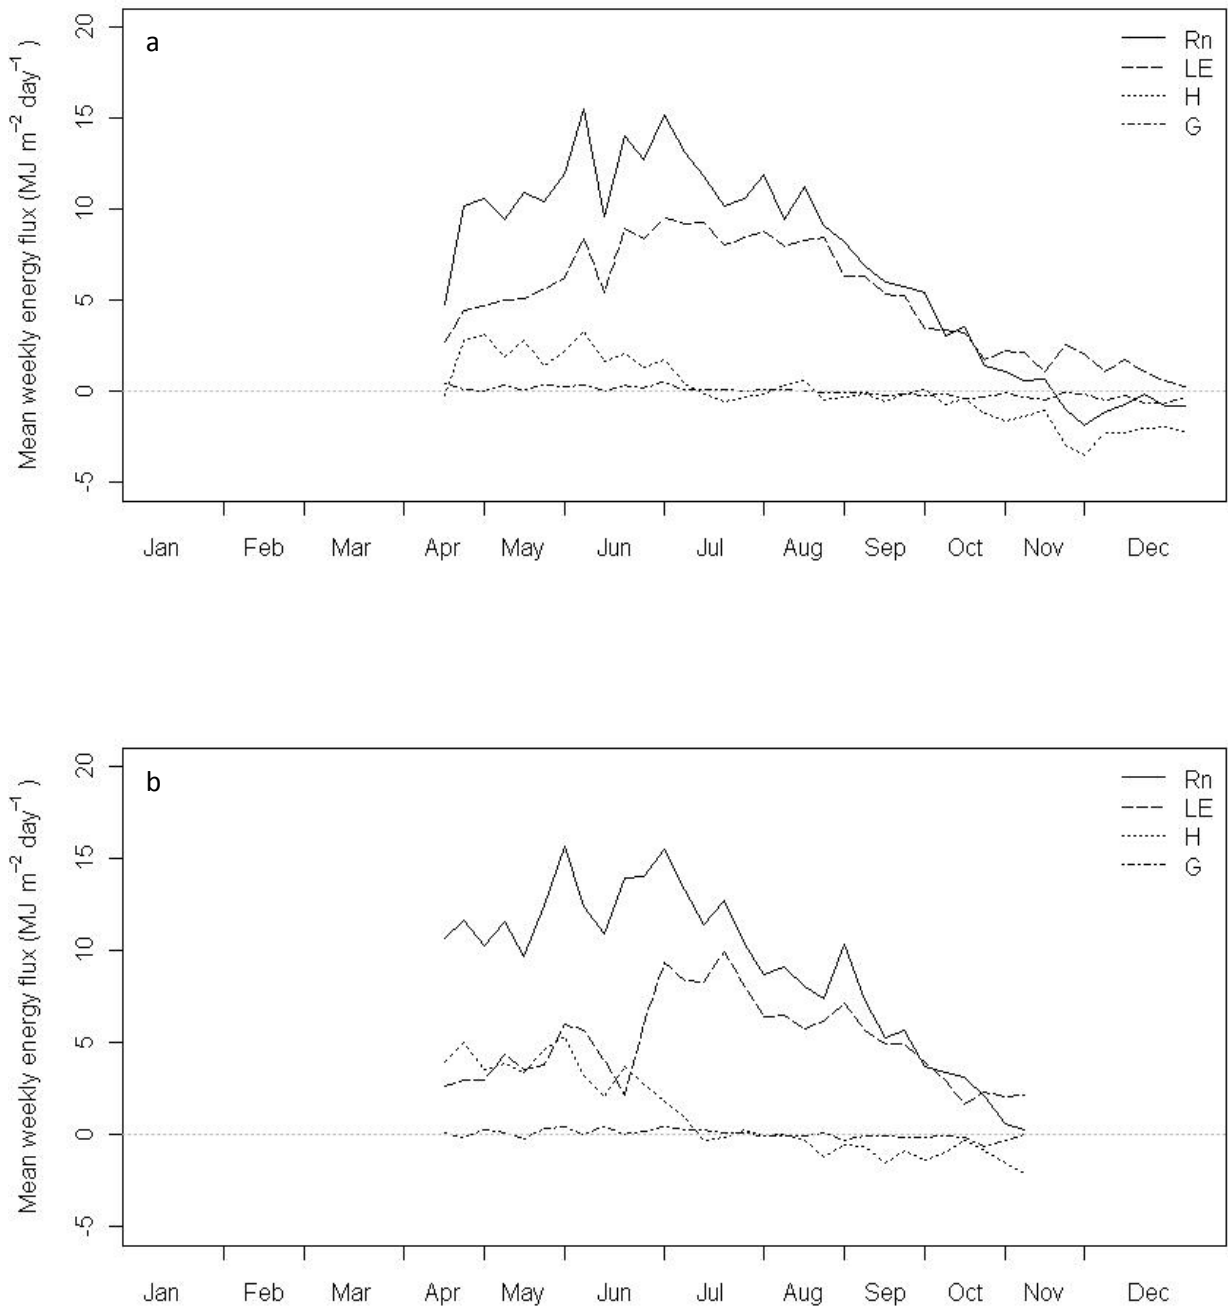 a
Mean weekly energy flux (MJ m⁻² day⁻¹ )
20
15
10
5
0
-5
Rn
LE
H
G
Jan Feb Mar Apr May Jun Jul Aug Sep Oct Nov Dec
b
Mean weekly energy flux (MJ m⁻² day⁻¹ )
20
15
10
5
0
-5
Rn
LE
H
G
Jan Feb Mar Apr May Jun Jul Aug Sep Oct Nov Dec